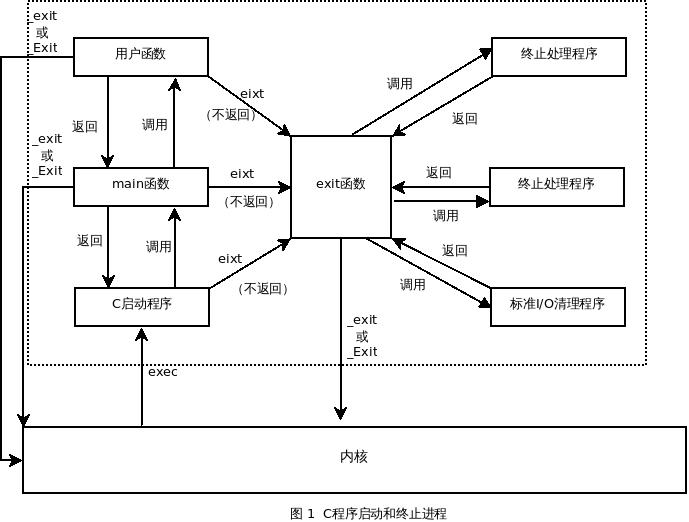 _exit
或
_Exit
用户函数
终止处理程序
eixt
（不返回）
调用
返回
返回
调用
_exit
或
_Exit
main函数
eixt
（不返回）
exit函数
返回
调用
终止处理程序
返回
调用
eixt
（不返回）
返回
调用
C启动程序
标准I/O清理程序
_exit
或
_Exit
exec
内核
图 1 C程序启动和终止进程